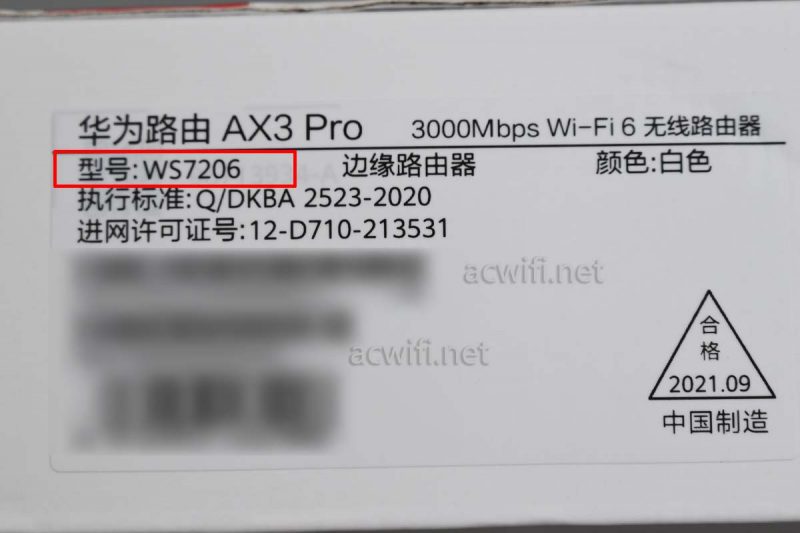 华为路由 AX3 Pro 3000Mbps Wi-Fi 6 无线路由器
型号:WS7206 边缘路由器 颜色:白色
执行标准:Q/DKBA 2523-2020
进网许可证号:12-D710-213531
acwifi.net
acwifi.net
合格
2021.09
中国制造